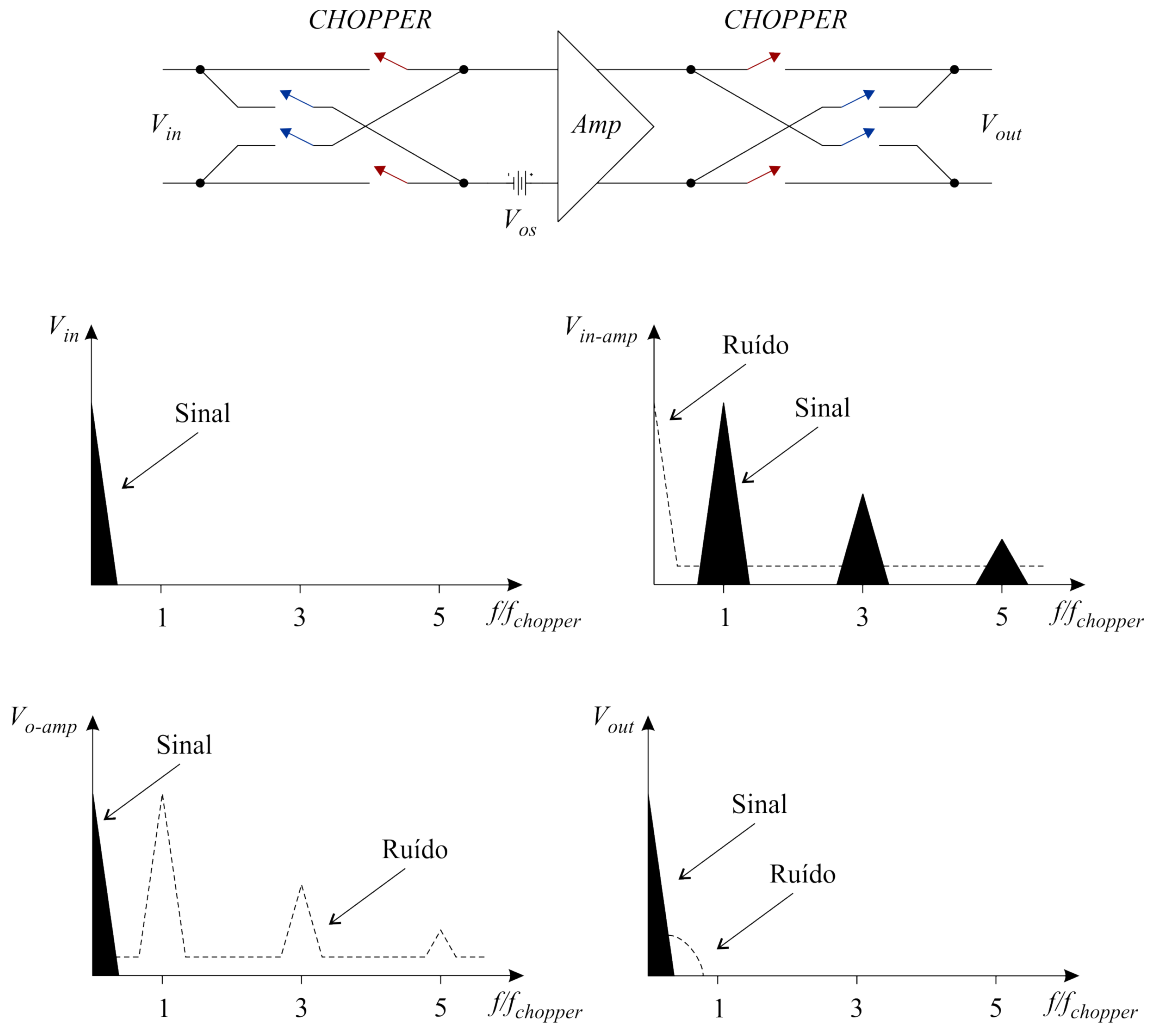 CHOPPER CHOPPER
V_in Amp V_out
V_os
V_in
Sinal
1 3 5 f/f_chopper
V_in-amp
Ruído
Sinal
1 3 5 f/f_chopper
V_o-amp
Sinal
Ruído
1 3 5 f/f_chopper
V_out
Sinal
Ruído
1 3 5 f/f_chopper